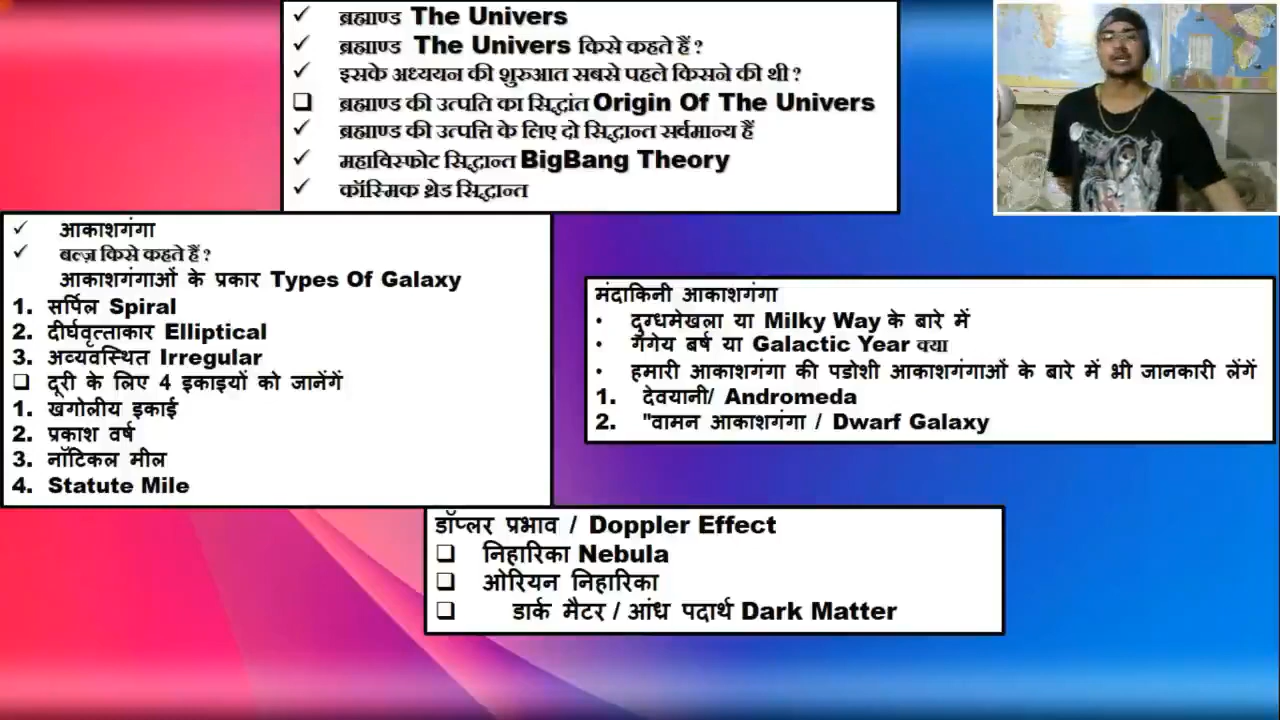 ब्रह्माण्ड The Univers
ब्रह्माण्ड The Univers किसे कहते हैं ?
इसके अध्ययन की शुरुआत सबसे पहले किसने की थी ?
ब्रह्माण्ड की उत्पति का सिद्धांत Origin Of The Univers
ब्रह्माण्ड की उत्पत्ति के लिए दो सिद्धान्त सर्वमान्य हैं
महाविस्फोट सिद्धान्त BigBang Theory
कॉस्मिक थ्रेड सिद्धान्त
आकाशगंगा
बल्ज़ किसे कहते हैं ?
आकाशगंगाओं के प्रकार Types Of Galaxy
1. सर्पिल Spiral
2. दीर्घवृत्ताकार Elliptical
3. अव्यवस्थित Irregular
दूरी के लिए 4 इकाइयों को जानेंगें
1. खगोलीय इकाई
2. प्रकाश वर्ष
3. नॉटिकल मील
4. Statute Mile
मंदाकिनी आकाशगंगा
• दुग्धमेखला या Milky Way के बारे में
• गैंगेय बर्ष या Galactic Year क्या
• हमारी आकाशगंगा की पडोशी आकाशगंगाओं के बारे में भी जानकारी लेंगें
1. देवयानी/ Andromeda
2. "वामन आकाशगंगा / Dwarf Galaxy
डॉप्लर प्रभाव / Doppler Effect
निहारिका Nebula
ओरियन निहारिका
डार्क मैटर / आंध पदार्थ Dark Matter